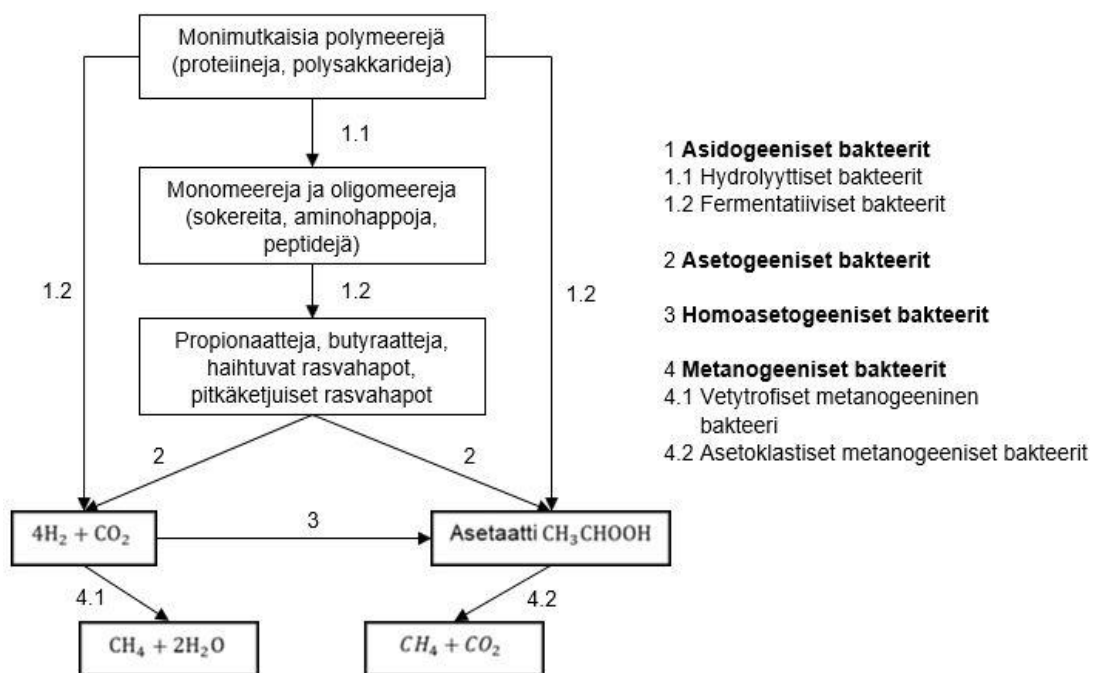 Monimutkaisia polymeerejä
(proteiineja, polysakkarideja)
1.1
Monomeereja ja oligomeereja
(sokereita, aminohappoja,
peptidejä)
1.2
1.2
1.2
Propionaatteja, butyraatteja,
haihtuvat rasvahapot,
pitkäketjuiset rasvahapot
2
2
4H₂ + CO₂
3
Asetaatti CH₃CHOOH
4.1
4.2
CH₄ + 2H₂O
CH₄ + CO₂
1 Asidogeeniset bakteerit
1.1 Hydrolyyttiset bakteerit
1.2 Fermentatiiviset bakteerit
2 Asetogeeniset bakteerit
3 Homoasetogeeniset bakteerit
4 Metanogeeniset bakteerit
4.1 Vetytrofiset metanogeeninen
bakteeri
4.2 Asetoklastiset metanogeeniset bakteerit